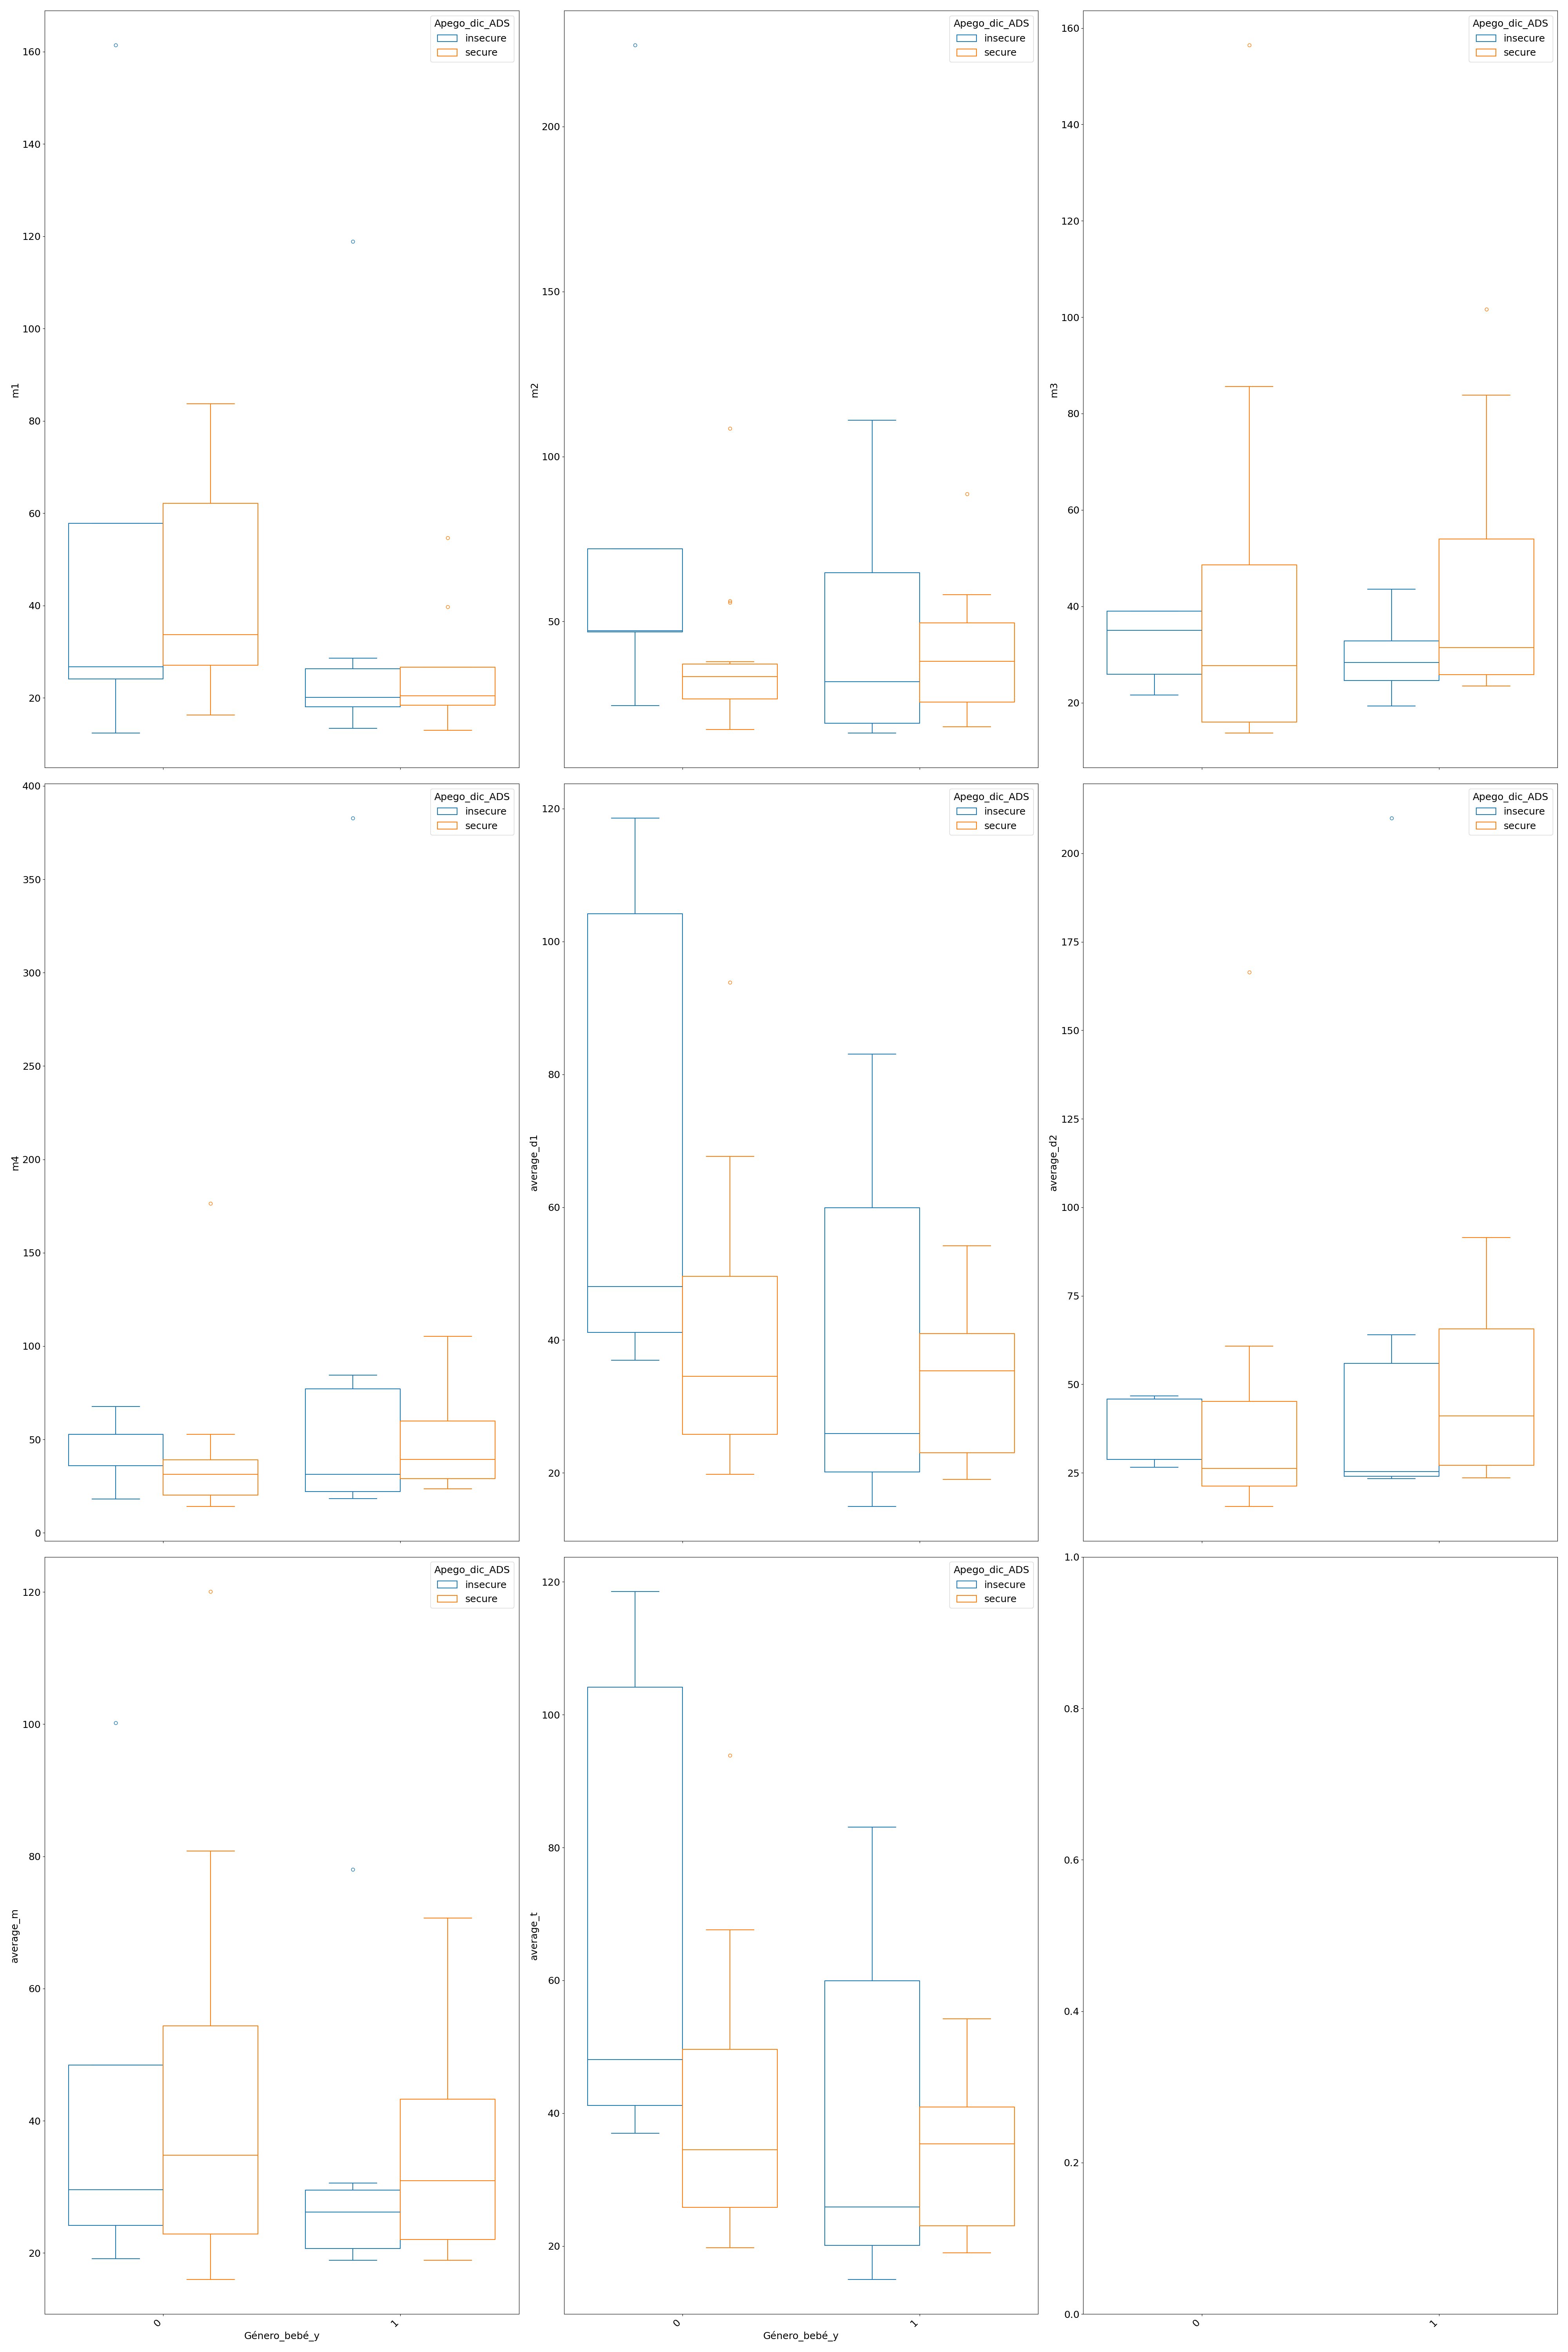 Apego_dic_ADS
insecure
secure
160
140
120
100
80
60
40
20
m1
Apego_dic_ADS
insecure
secure
200
150
100
50
m2
Apego_dic_ADS
insecure
secure
160
140
120
100
80
60
40
20
m3
Apego_dic_ADS
insecure
secure
400
350
300
250
200
150
100
50
0
m4
Apego_dic_ADS
insecure
secure
120
100
80
60
40
20
average_d1
Apego_dic_ADS
insecure
secure
200
175
150
125
100
75
50
25
average_d2
Apego_dic_ADS
insecure
secure
120
100
80
60
40
20
average_m
0
1
Género_bebé_y
Apego_dic_ADS
insecure
secure
120
100
80
60
40
20
average_t
0
1
Género_bebé_y
1.0
0.8
0.6
0.4
0.2
0.0
0
1